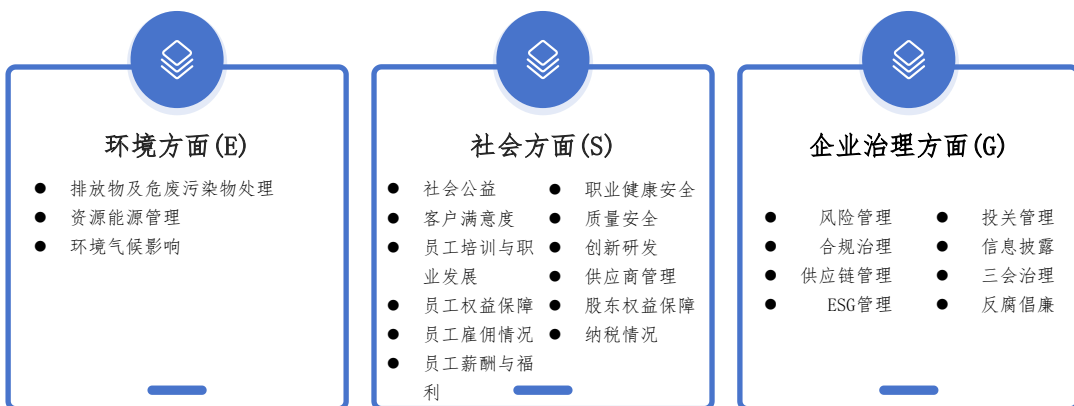 环境方面(E)
● 排放物及危废污染物处理
● 资源能源管理
● 环境气候影响
社会方面(S)
● 社会公益
● 客户满意度
● 员工培训与职
业发展
● 员工权益保障
● 员工雇佣情况
● 员工薪酬与福
利
● 职业健康安全
● 质量安全
● 创新研发
● 供应商管理
● 股东权益保障
● 纳税情况
企业治理方面(G)
● 风险管理
● 合规治理
● 供应链管理
● ESG管理
● 投关管理
● 信息披露
● 三会治理
● 反腐倡廉